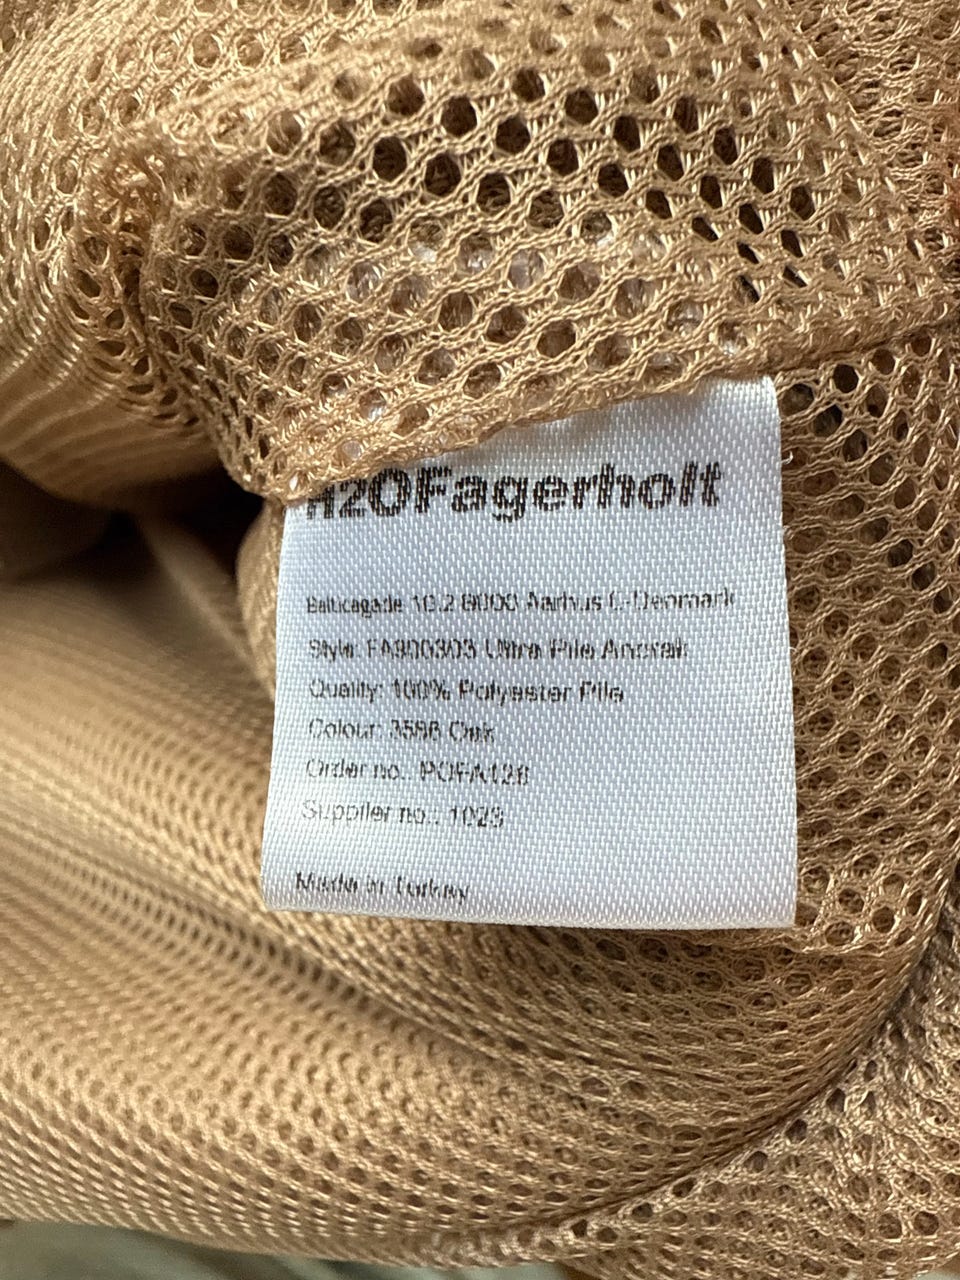 H2OFagerholt
Balticagade 10.2 8000 Aarhus C-Denmark
Style: FA900303 Ultra Pile Anorak
Quality: 100% Polyester Pile
Colour: 3586 Oak
Order no.: POFA128
Supplier no.: 1023
Made in Turkey